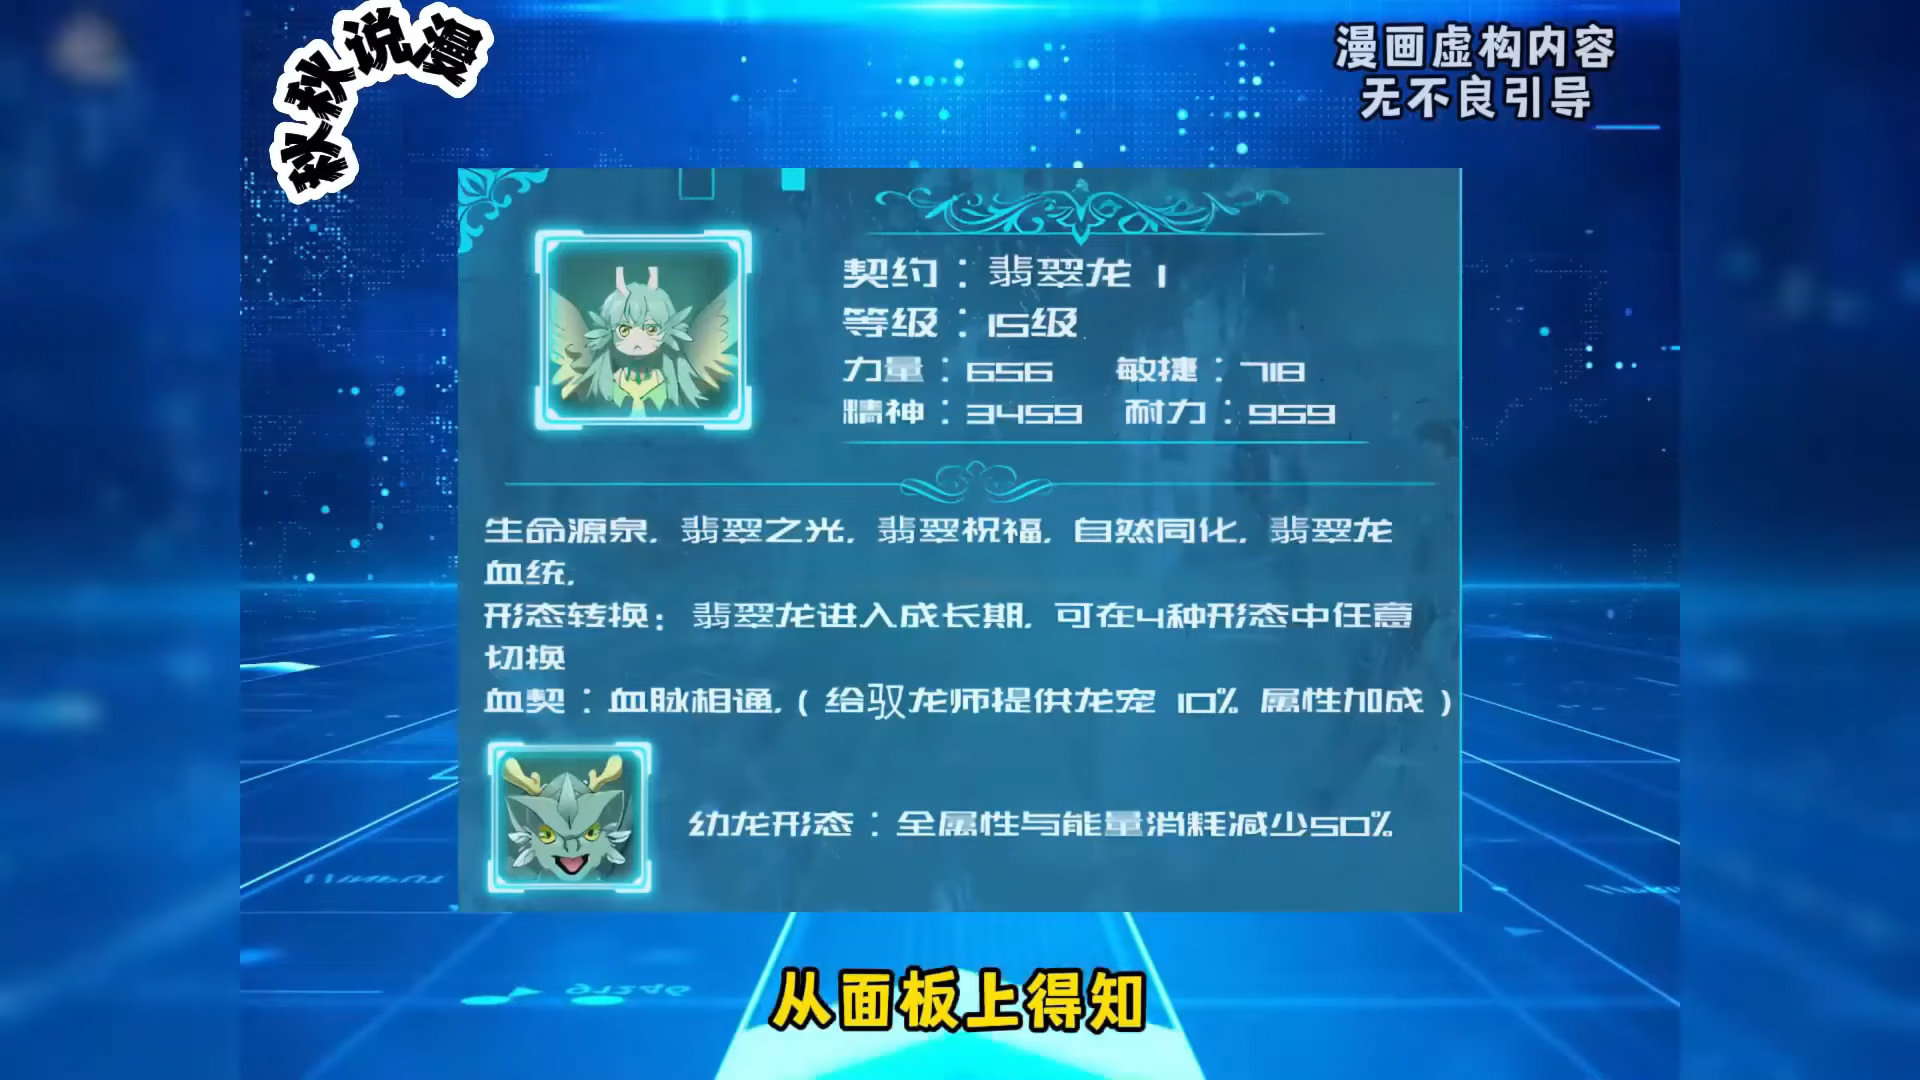 秋秋说漫
漫画虚构内容
无不良引导
契约：翡翠龙 1
等级：15级
力量：656 敏捷：718
精神：3459 耐力：959
生命源泉, 翡翠之光, 翡翠祝福, 自然同化, 翡翠龙
血统,
形态转换: 翡翠龙进入成长期, 可在4种形态中任意
切换
血契：血脉相通,（给驭龙师提供龙宠 10% 属性加成）
幼龙形态：全属性与能量消耗减少50%
从面板上得知